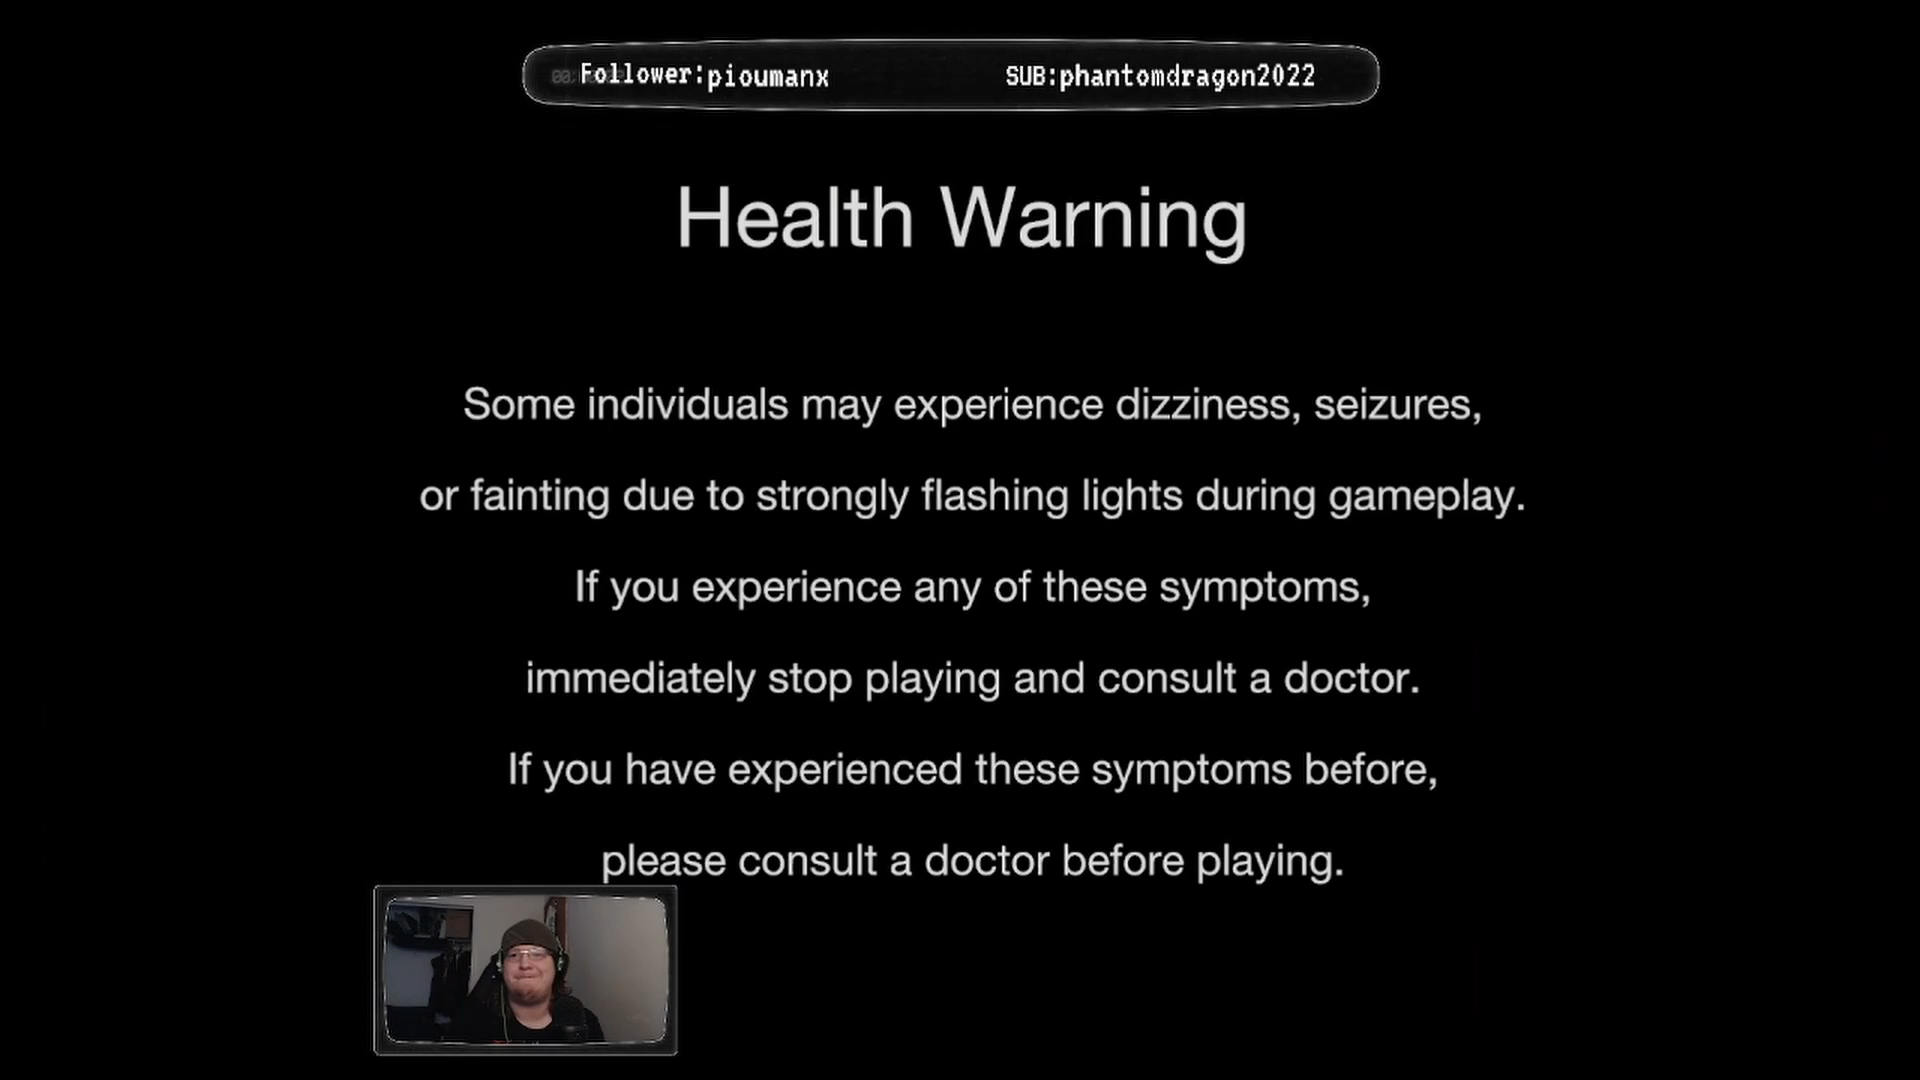 Follower:pioumanx SUB:phantomdragon2022
Health Warning
Some individuals may experience dizziness, seizures,
or fainting due to strongly flashing lights during gameplay.
If you experience any of these symptoms,
immediately stop playing and consult a doctor.
If you have experienced these symptoms before,
please consult a doctor before playing.